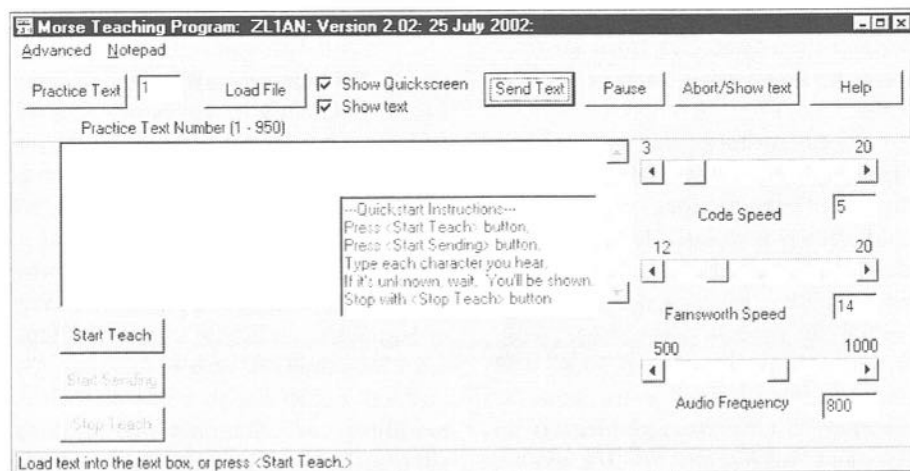 Morse Teaching Program: ZL1AN: Version 2.02: 25 July 2002:
Advanced Notepad
Practice Text 1 Load File Show Quickscreen Send Text Pause Abort/Show text Help
Show text
Practice Text Number (1 - 950)
3 20
Code Speed 5
---Quickstart Instructions---
Press <Start Teach> button,
Press <Start Sending> button,
Type each character you hear,
If it's unknown, wait, You'll be shown.
Stop with <Stop Teach> button
12 20
Farnsworth Speed 14
Start Teach
Start Sending
Stop Teach
500 1000
Audio Frequency 800
Load text into the text box, or press <Start Teach.>